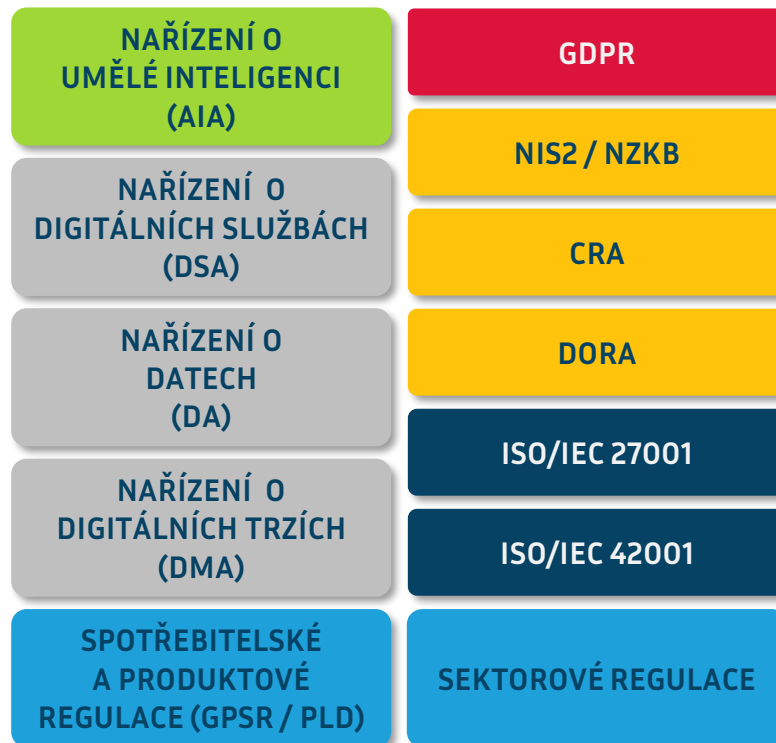 NAŘÍZENÍ O
UMĚLÉ INTELIGENCI
(AIA)
NAŘÍZENÍ O
DIGITÁLNÍCH SLUŽBÁCH
(DSA)
NAŘÍZENÍ O
DATECH
(DA)
NAŘÍZENÍ O
DIGITÁLNÍCH TRZÍCH
(DMA)
SPOTŘEBITELSKÉ
A PRODUKTOVÉ
REGULACE (GPSR / PLD)
GDPR
NIS2 / NZKB
CRA
DORA
ISO/IEC 27001
ISO/IEC 42001
SEKTOROVÉ REGULACE